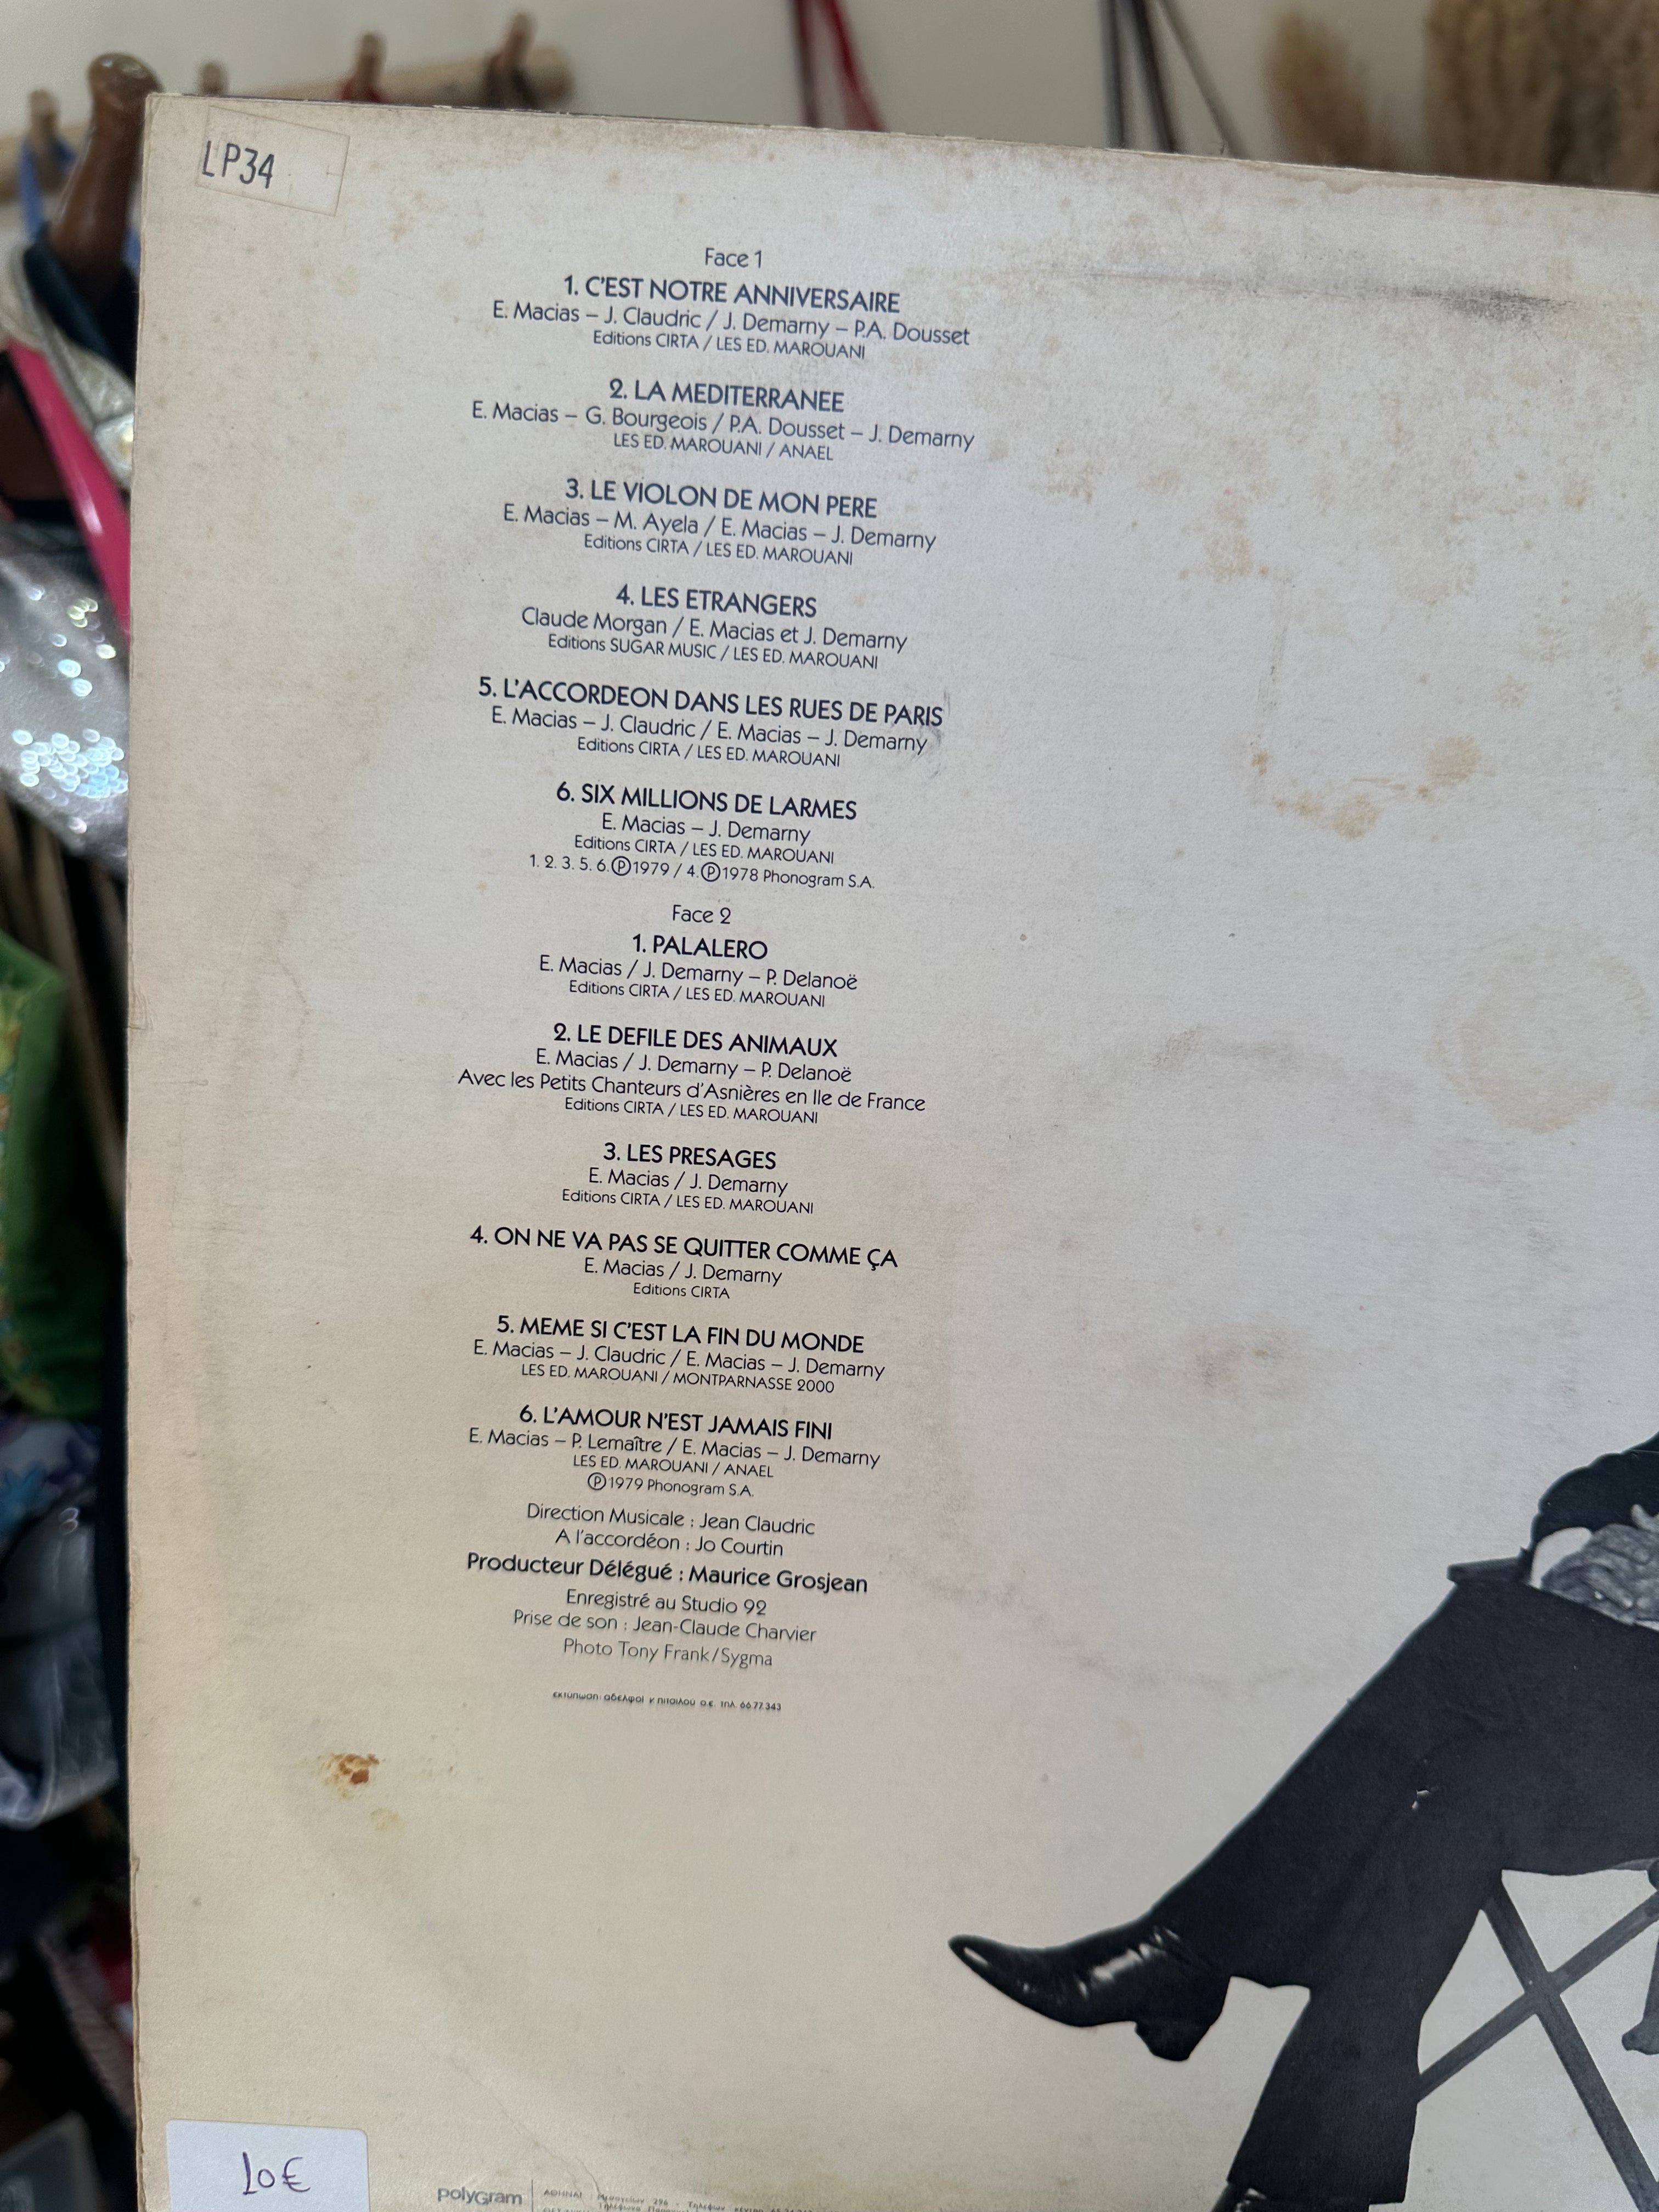 LP34
Face 1
1. C'EST NOTRE ANNIVERSAIRE
E. Macias – J. Claudric / J. Demarny – P.A. Dousset
Editions CIRTA / LES ED. MAROUANI
2. LA MEDITERRANEE
E. Macias – G. Bourgeois / P.A. Dousset – J. Demarny
LES ED. MAROUANI / ANAEL
3. LE VIOLON DE MON PERE
E. Macias – M. Ayela / E. Macias – J. Demarny
Editions CIRTA / LES ED. MAROUANI
4. LES ETRANGERS
Claude Morgan / E. Macias et J. Demarny
Editions SUGAR MUSIC / LES ED. MAROUANI
5. L'ACCORDEON DANS LES RUES DE PARIS
E. Macias – J. Claudric / E. Macias – J. Demarny
Editions CIRTA / LES ED. MAROUANI
6. SIX MILLIONS DE LARMES
E. Macias – J. Demarny
Editions CIRTA / LES ED. MAROUANI
1. 2. 3. 5. 6. Ⓟ 1979 / 4. Ⓟ 1978 Phonogram S.A.
Face 2
1. PALALERO
E. Macias / J. Demarny – P. Delanoë
Editions CIRTA / LES ED. MAROUANI
2. LE DEFILE DES ANIMAUX
E. Macias / J. Demarny – P. Delanoë
Avec les Petits Chanteurs d'Asnières en Ile de France
Editions CIRTA / LES ED. MAROUANI
3. LES PRESAGES
E. Macias / J. Demarny
Editions CIRTA / LES ED. MAROUANI
4. ON NE VA PAS SE QUITTER COMME ÇA
E. Macias / J. Demarny
Editions CIRTA
5. MEME SI C'EST LA FIN DU MONDE
E. Macias – J. Claudric / E. Macias – J. Demarny
LES ED. MAROUANI / MONTPARNASSE 2000
6. L'AMOUR N'EST JAMAIS FINI
E. Macias – P. Lemaître / E. Macias – J. Demarny
LES ED. MAROUANI / ANAEL
Ⓟ 1979 Phonogram S.A.
Direction Musicale : Jean Claudric
A l'accordéon : Jo Courtin
Producteur Délégué : Maurice Grosjean
Enregistré au Studio 92
Prise de son : Jean-Claude Charvier
Photo Tony Frank/Sygma
εκτύπωση: αδελφοί κ πιτσιλού ο.ε. τηλ. 66.77.343
10€
polyGram
ΑΘΗΝΑΙ 296